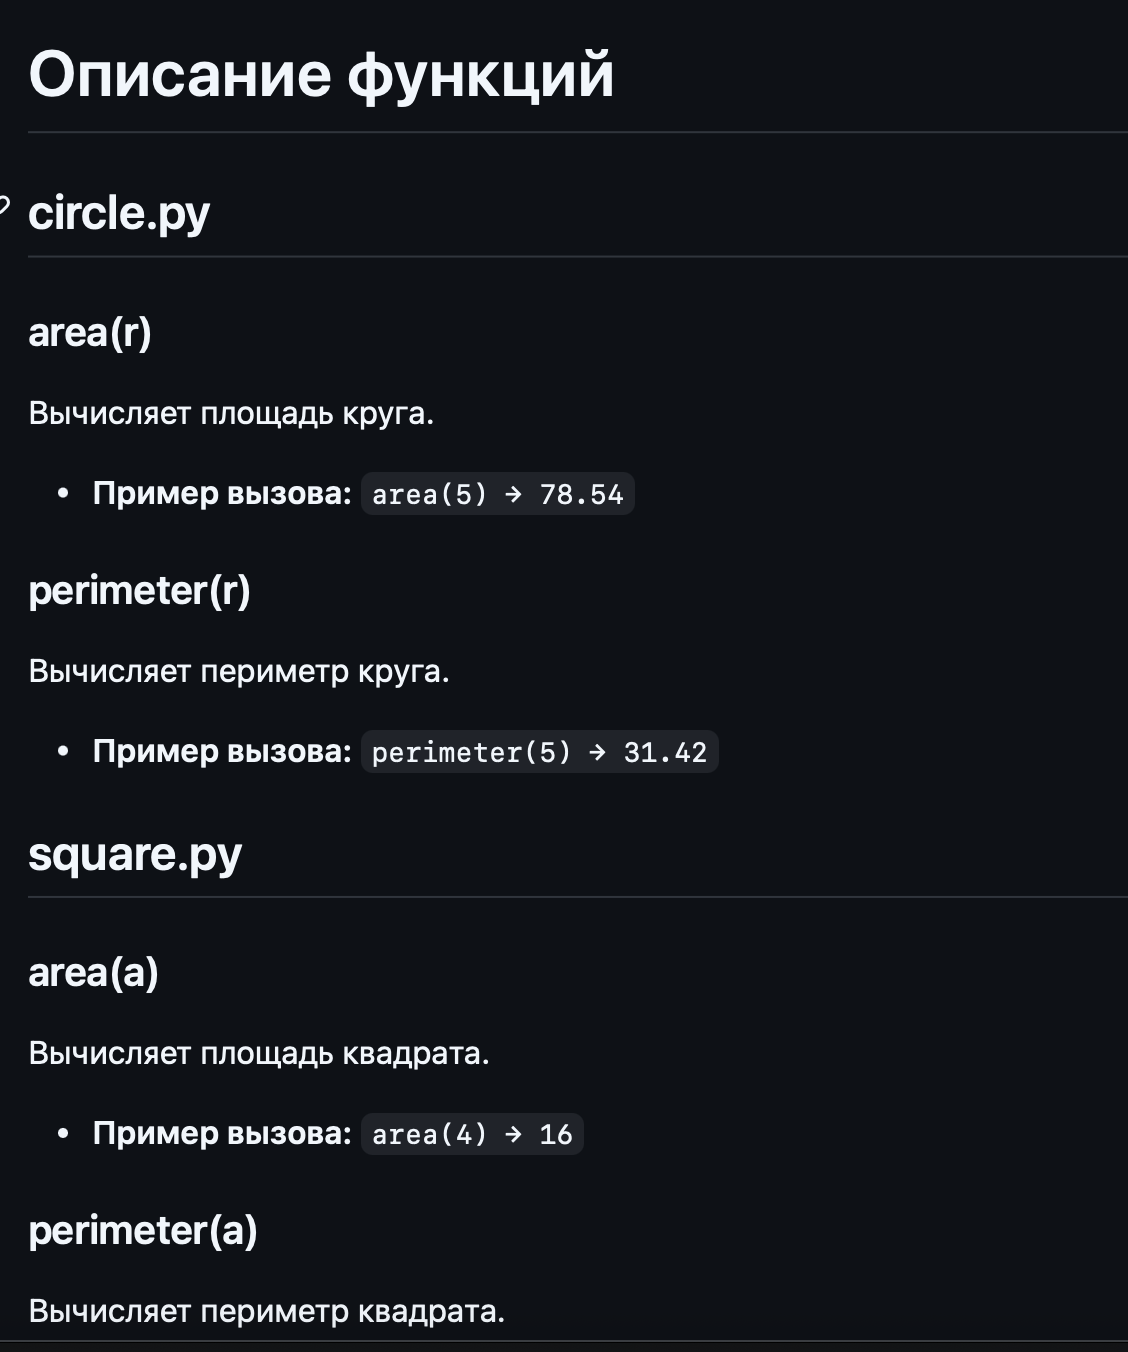 Описание функций
circle.py
area(r)
Вычисляет площадь круга.
• Пример вызова: area(5) → 78.54
perimeter(r)
Вычисляет периметр круга.
• Пример вызова: perimeter(5) → 31.42
square.py
area(a)
Вычисляет площадь квадрата.
• Пример вызова: area(4) → 16
perimeter(a)
Вычисляет периметр квадрата.